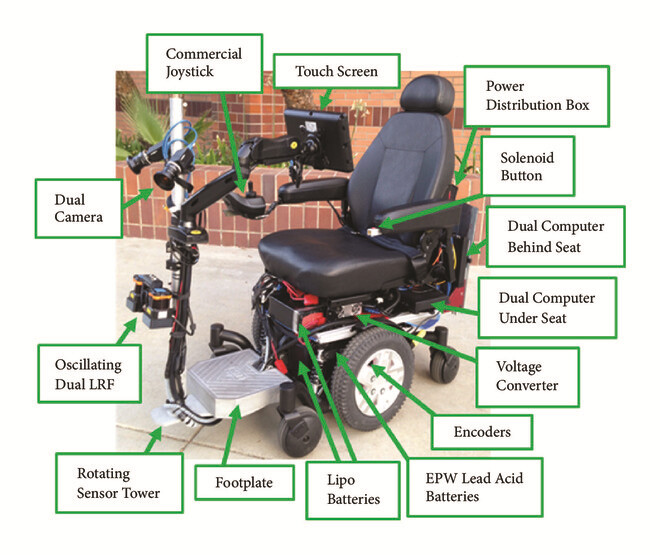 Commercial
Joystick
Touch Screen
Power
Distribution Box
Solenoid
Button
Dual
Camera
Dual Computer
Behind Seat
Dual Computer
Under Seat
Oscillating
Dual LRF
Voltage
Converter
Encoders
Rotating
Sensor Tower
Footplate
Lipo
Batteries
EPW Lead Acid
Batteries